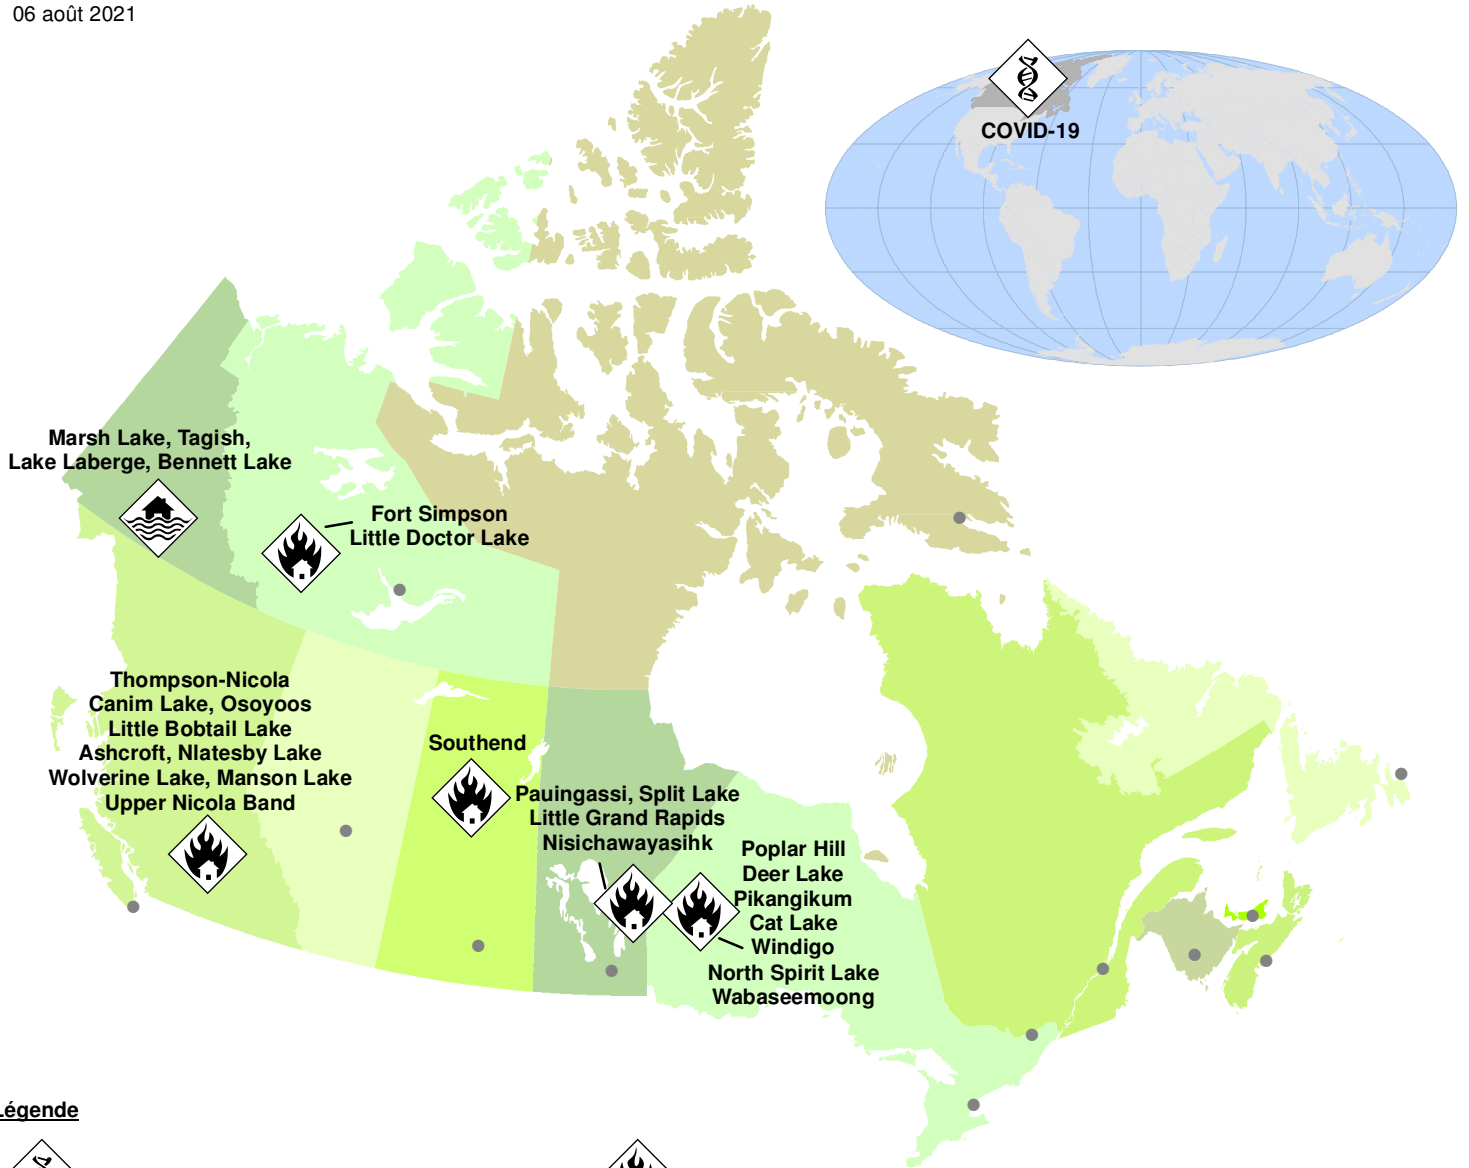 06 août 2021
COVID-19
Marsh Lake, Tagish,
Lake Laberge, Bennett Lake
Fort Simpson
Little Doctor Lake
Thompson-Nicola
Canim Lake, Osoyoos
Little Bobtail Lake
Ashcroft, Nlatesby Lake
Wolverine Lake, Manson Lake
Upper Nicola Band
Southend
Pauingassi, Split Lake
Little Grand Rapids
Nisichawayasihk
Poplar Hill
Deer Lake
Pikangikum
Cat Lake
Windigo
North Spirit Lake
Wabaseemoong
Légende